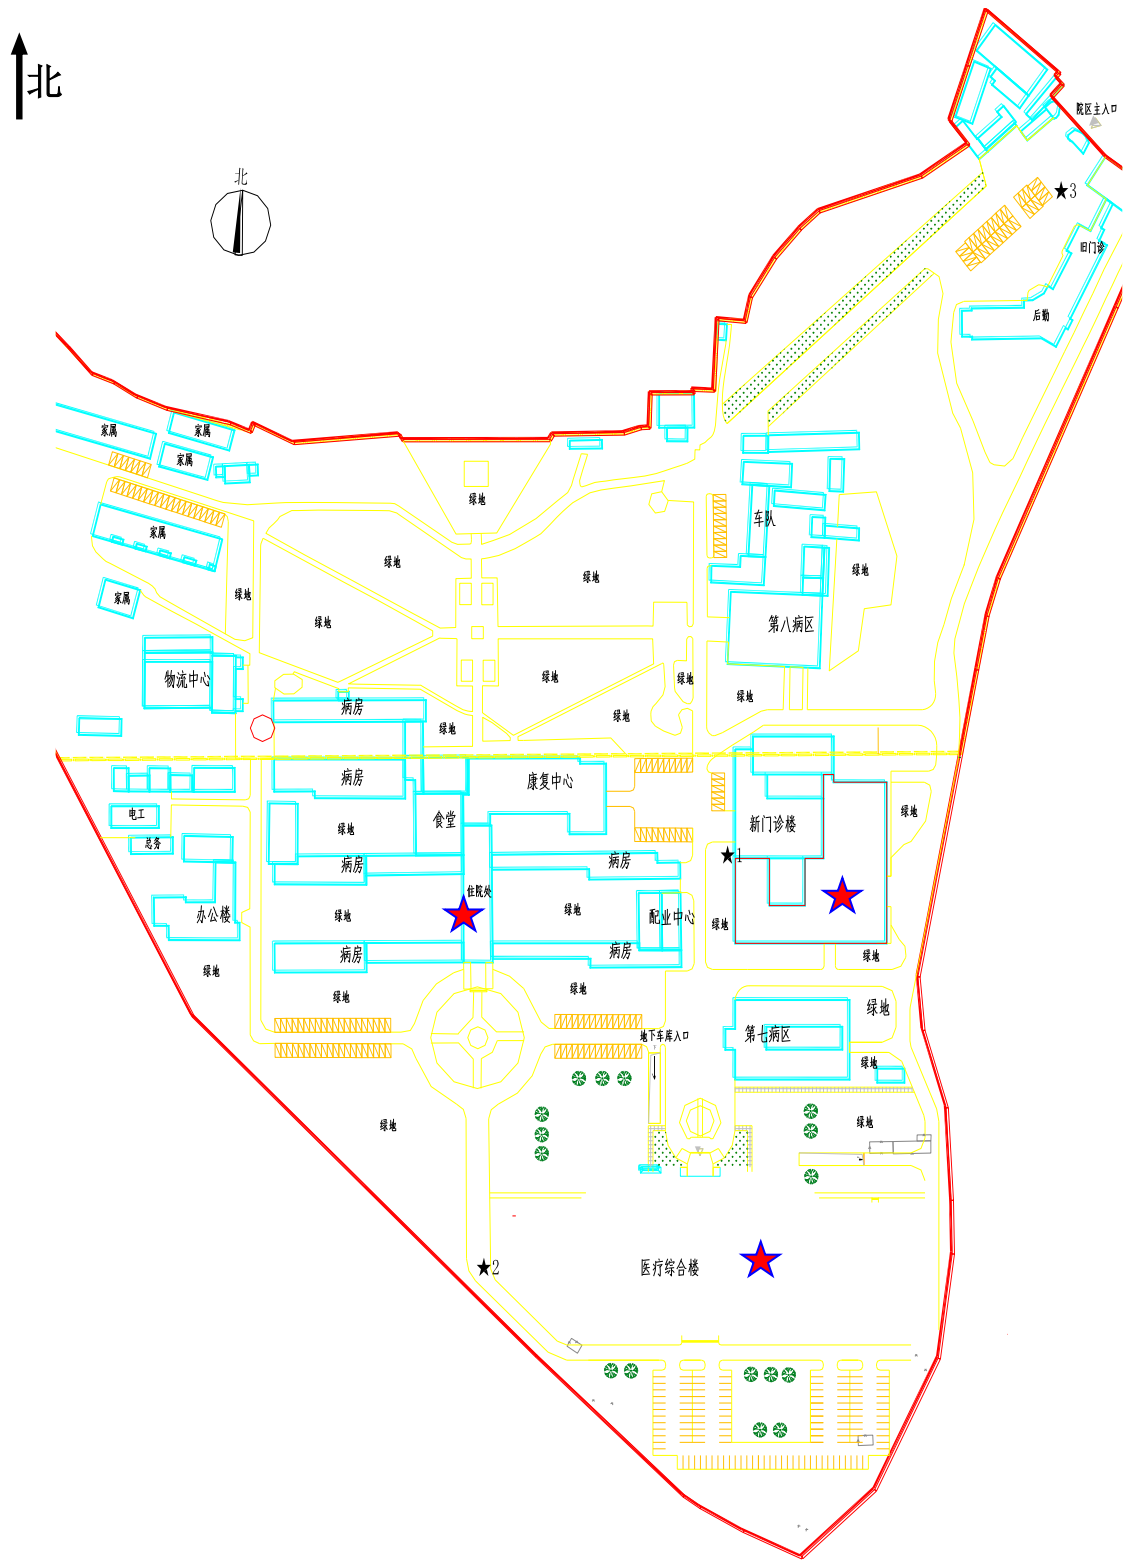 北
北
院区主入口
★3
旧门诊
后勤
家属
家属
家属
绿地
家属
车队
绿地
绿地
绿地
绿地
绿地
家属
绿地
第八病区
物流中心
绿地
绿地
绿地
病房
绿地
绿地
病房
康复中心
电工
绿地
食堂
新门诊楼
绿地
总务
★1
病房
病房
住院处
办公楼
绿地
绿地
配业中心
绿地
病房
病房
绿地
绿地
绿地
绿地
绿地
第七病区
地下车库入口
绿地
绿地
绿地
★2
医疗综合楼